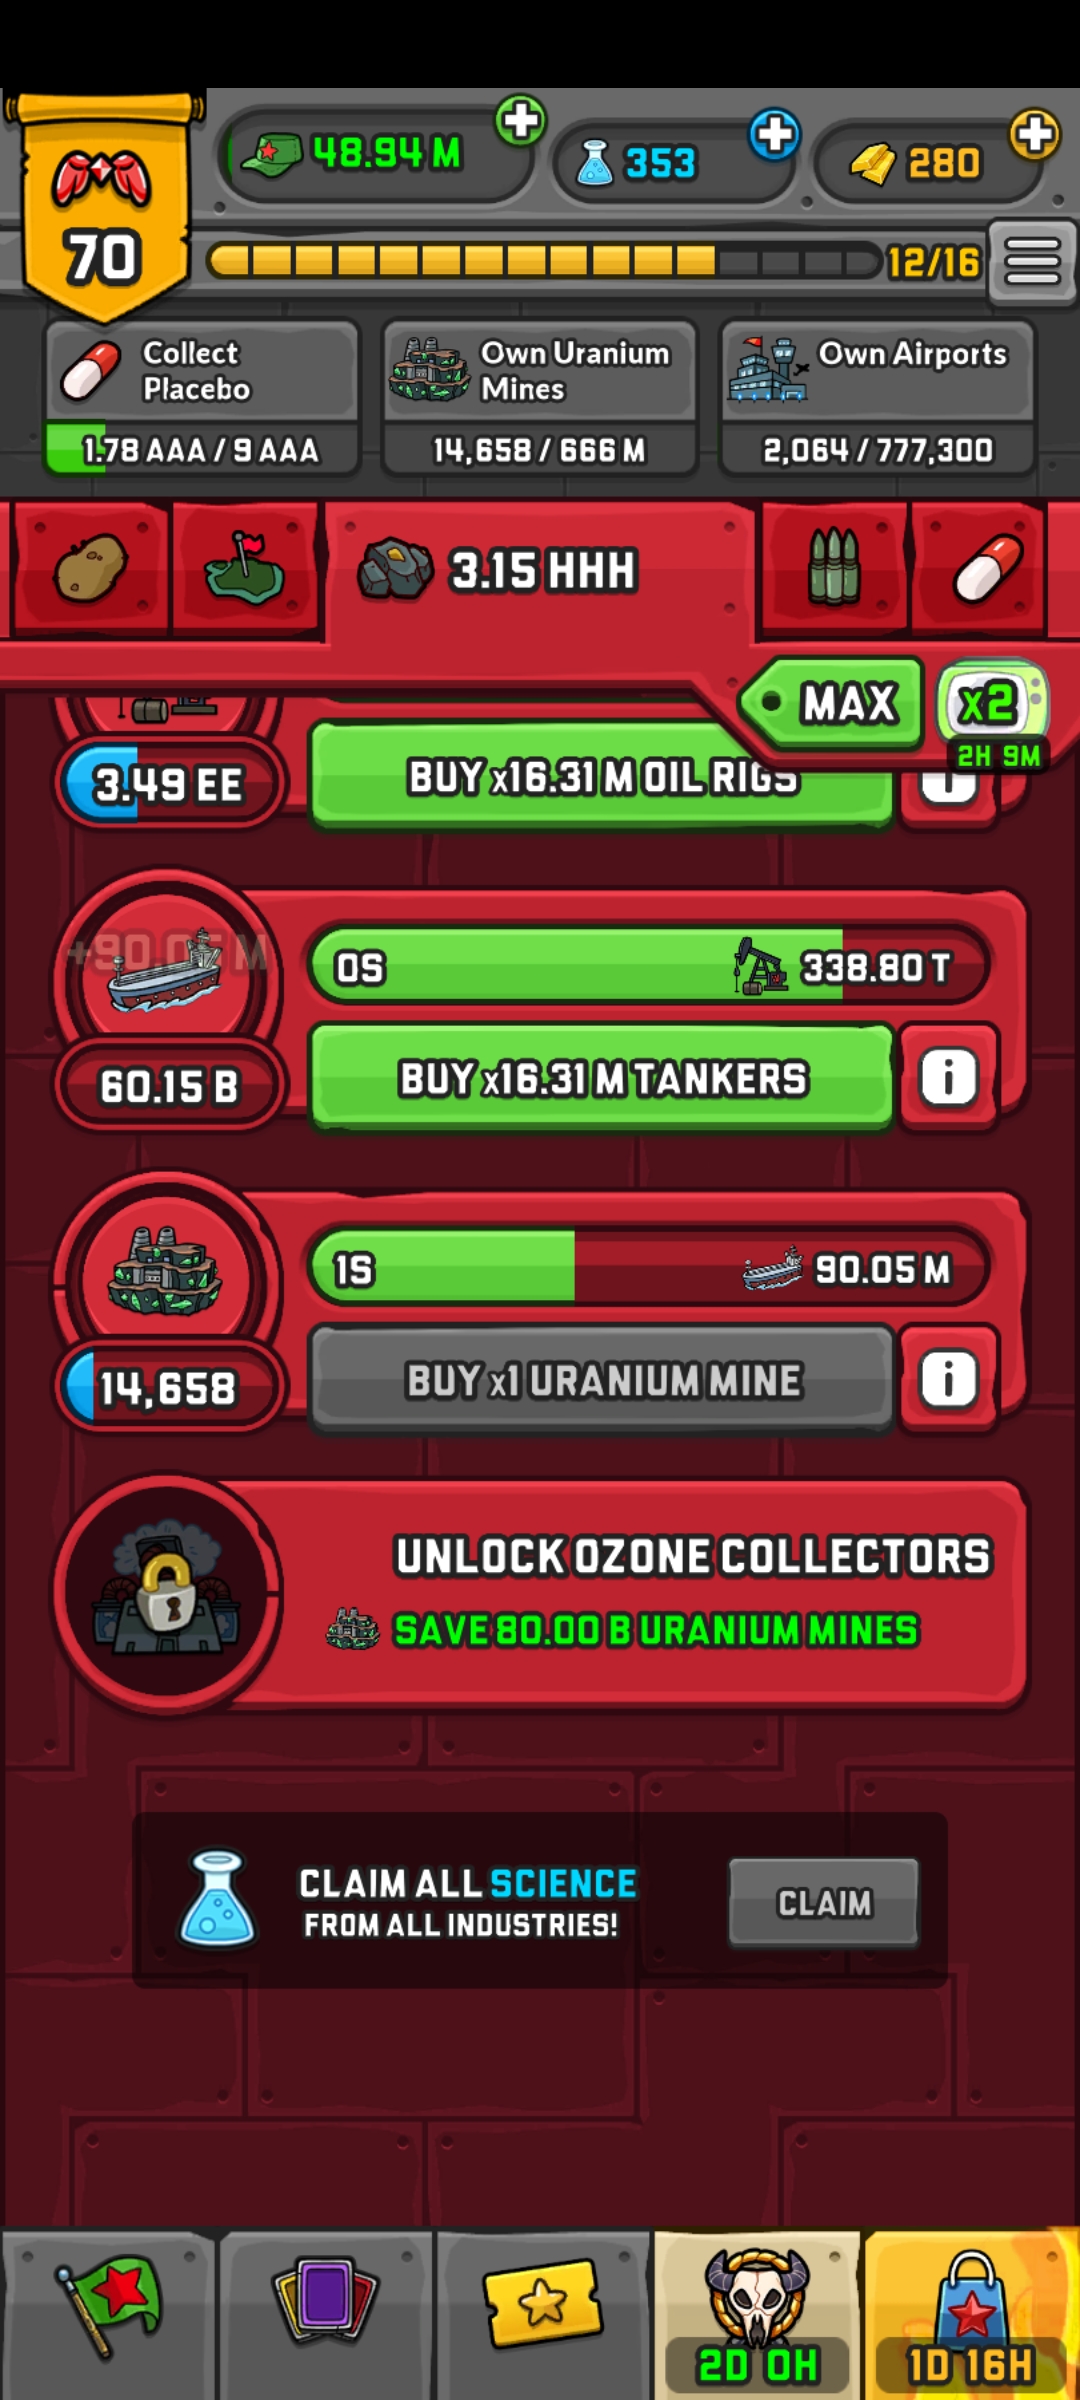 48.94 M
353
280
70
12/16
Collect
Placebo
Own Uranium
Mines
Own Airports
1.78 AAA / 9 AAA
14,658 / 666 M
2,064 / 777,300
3.15 HHH
MAX
x2
2H 9M
3.49 EE
BUY x16.31 M OIL RIGS
+90.05 M
0S
338.80 T
60.15 B
BUY x16.31 M TANKERS
i
1S
90.05 M
14,658
BUY x1 URANIUM MINE
i
UNLOCK OZONE COLLECTORS
SAVE 80.00 B URANIUM MINES
CLAIM ALL SCIENCE
FROM ALL INDUSTRIES!
CLAIM
2D 0H
1D 16H